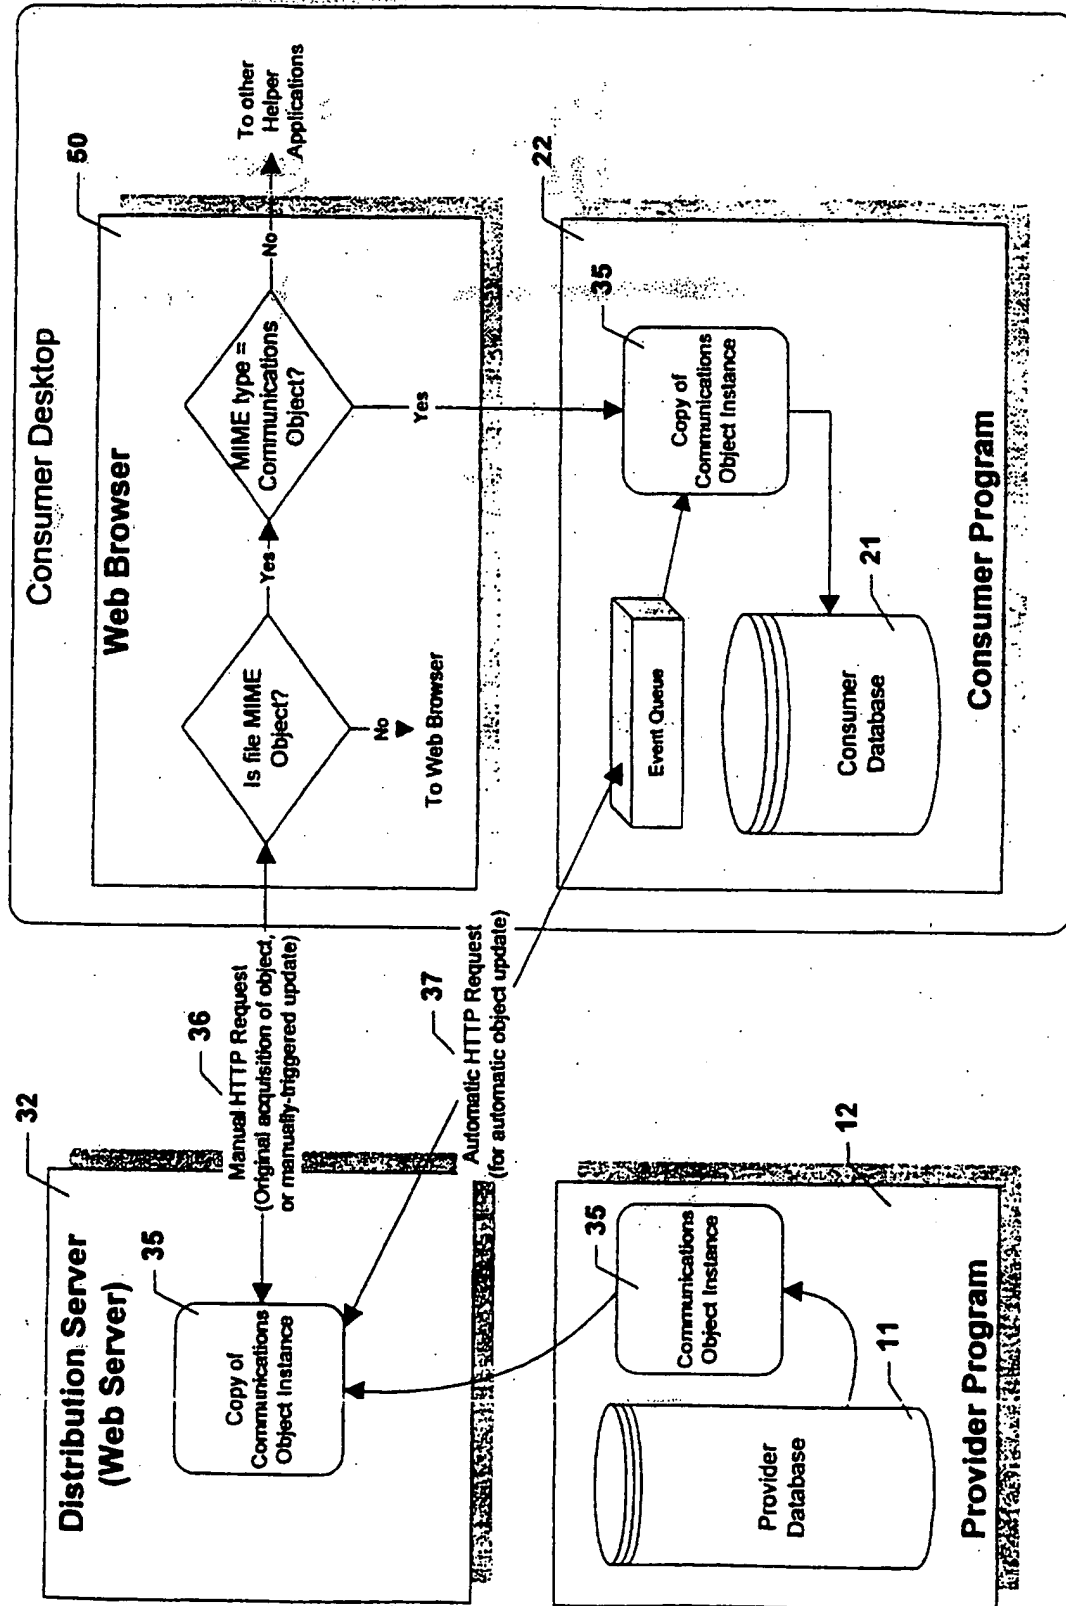 Distribution Server
(Web Server)
32
35
Copy of
Communications
Object Instance
36
Manual HTTP Request
(Original acquisition of object,
or manually-triggered update)
37
Automatic HTTP Request
(for automatic object update)
Consumer Desktop
Web Browser
50
Is file MIME
Object?
Yes
No
To Web Browser
MIME type =
Communications
Object?
No
Yes
To other
Helper
Applications
Provider Program
12
Provider
Database
11
35
Communications
Object Instance
Consumer Program
22
Event Queue
35
Copy of
Communications
Object Instance
Consumer
Database
21